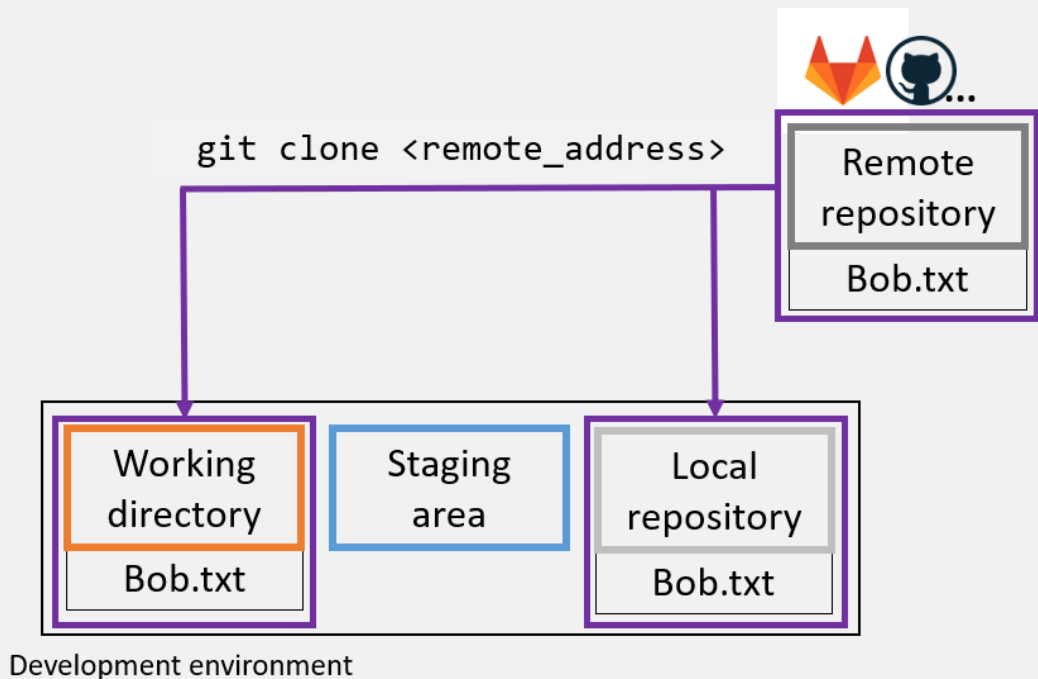 ...
git clone <remote_address>
Remote
repository
Bob.txt
Working
directory
Bob.txt
Staging
area
Local
repository
Bob.txt
Development environment